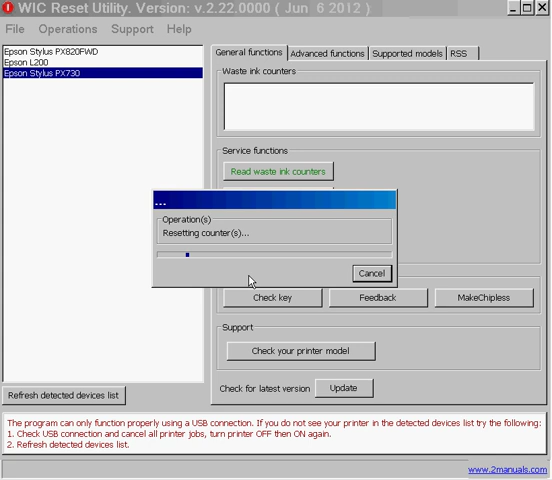 WIC Reset Utility. Version: v.2.22.0000 ( Jun 6 2012 )
File Operations Support Help
Epson Stylus PX820FWD
Epson L200
Epson Stylus PX730
General functions Advanced functions Supported models RSS
Waste ink counters
Service functions
Read waste ink counters
...
Operation(s)
Resetting counter(s)...
Cancel
Check key Feedback MakeChipless
Support
Check your printer model
Check for latest version Update
Refresh detected devices list
The program can only function properly using a USB connection. If you do not see your printer in the detected devices list try the following:
1. Check USB connection and cancel all printer jobs, turn printer OFF then ON again.
2. Refresh detected devices list.
www.2manuals.com